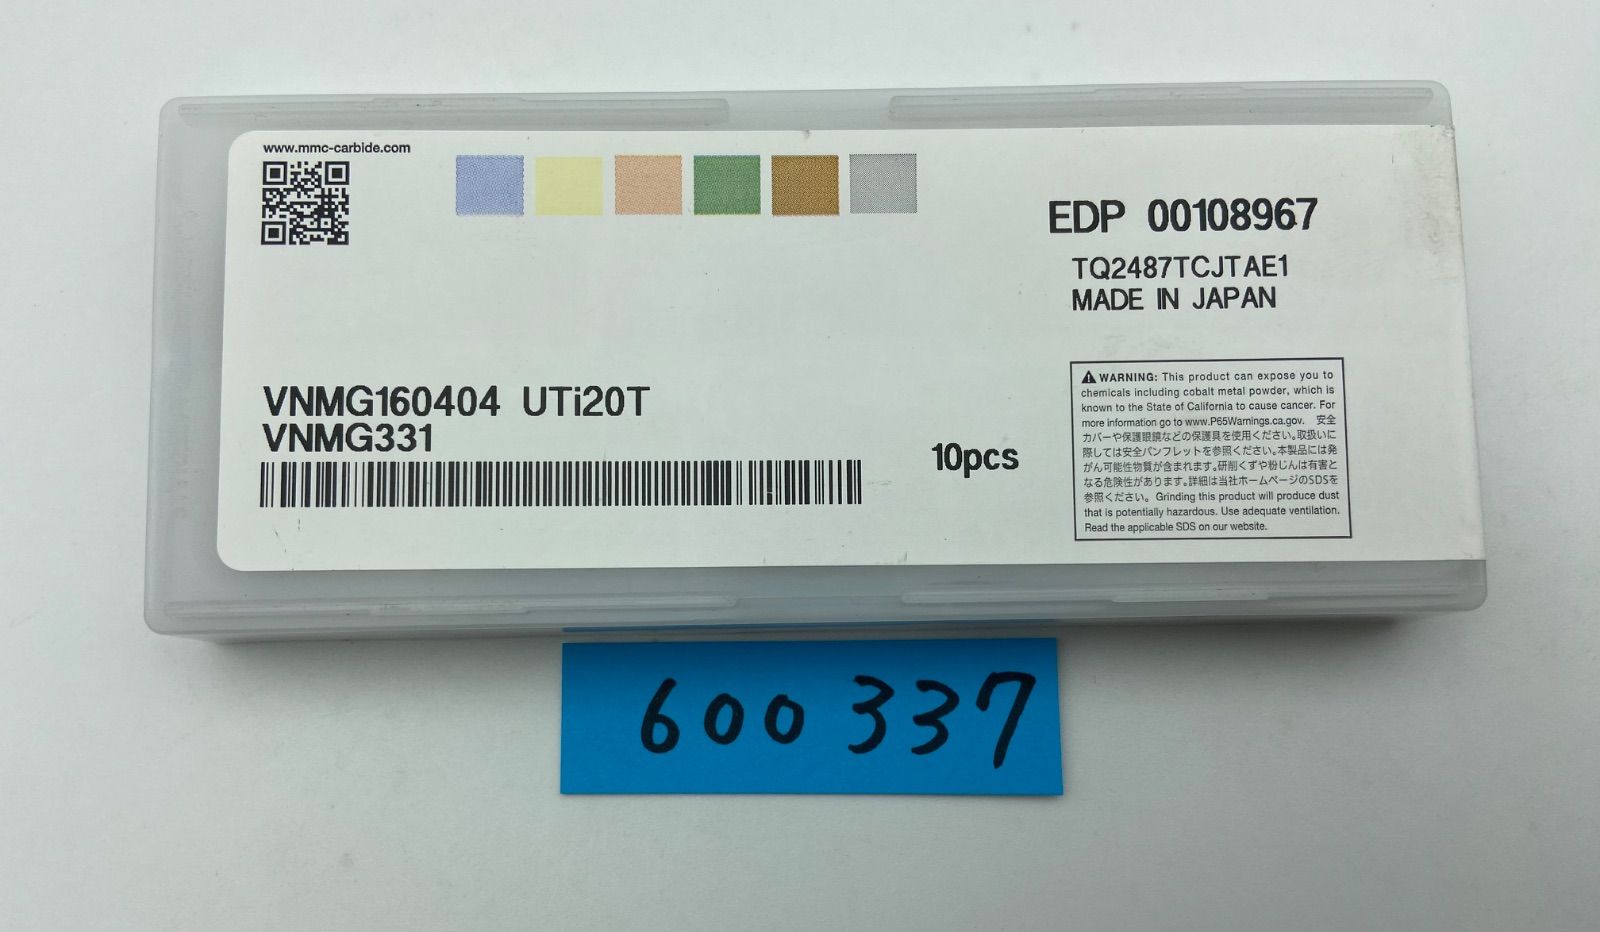 www.mmc-carbide.com
EDP 00108967
TQ2487TCJTAE1
MADE IN JAPAN
VNMG160404 UTi20T
VNMG331
10pcs
WARNING: This product can expose you to
chemicals including cobalt metal powder, which is
known to the State of California to cause cancer. For
more information go to www.P65Warnings.ca.gov. 安全
カバーや保護眼鏡などの保護具を使用ください。取扱いに
際しては安全パンフレットを参照ください。本製品には発
がん可能性物質が含まれます。研削くずや粉じんは有害と
なる危険性があります。詳細は当社ホームページのSDSを
参照ください。 Grinding this product will produce dust
that is potentially hazardous. Use adequate ventilation.
Read the applicable SDS on our website.
600337